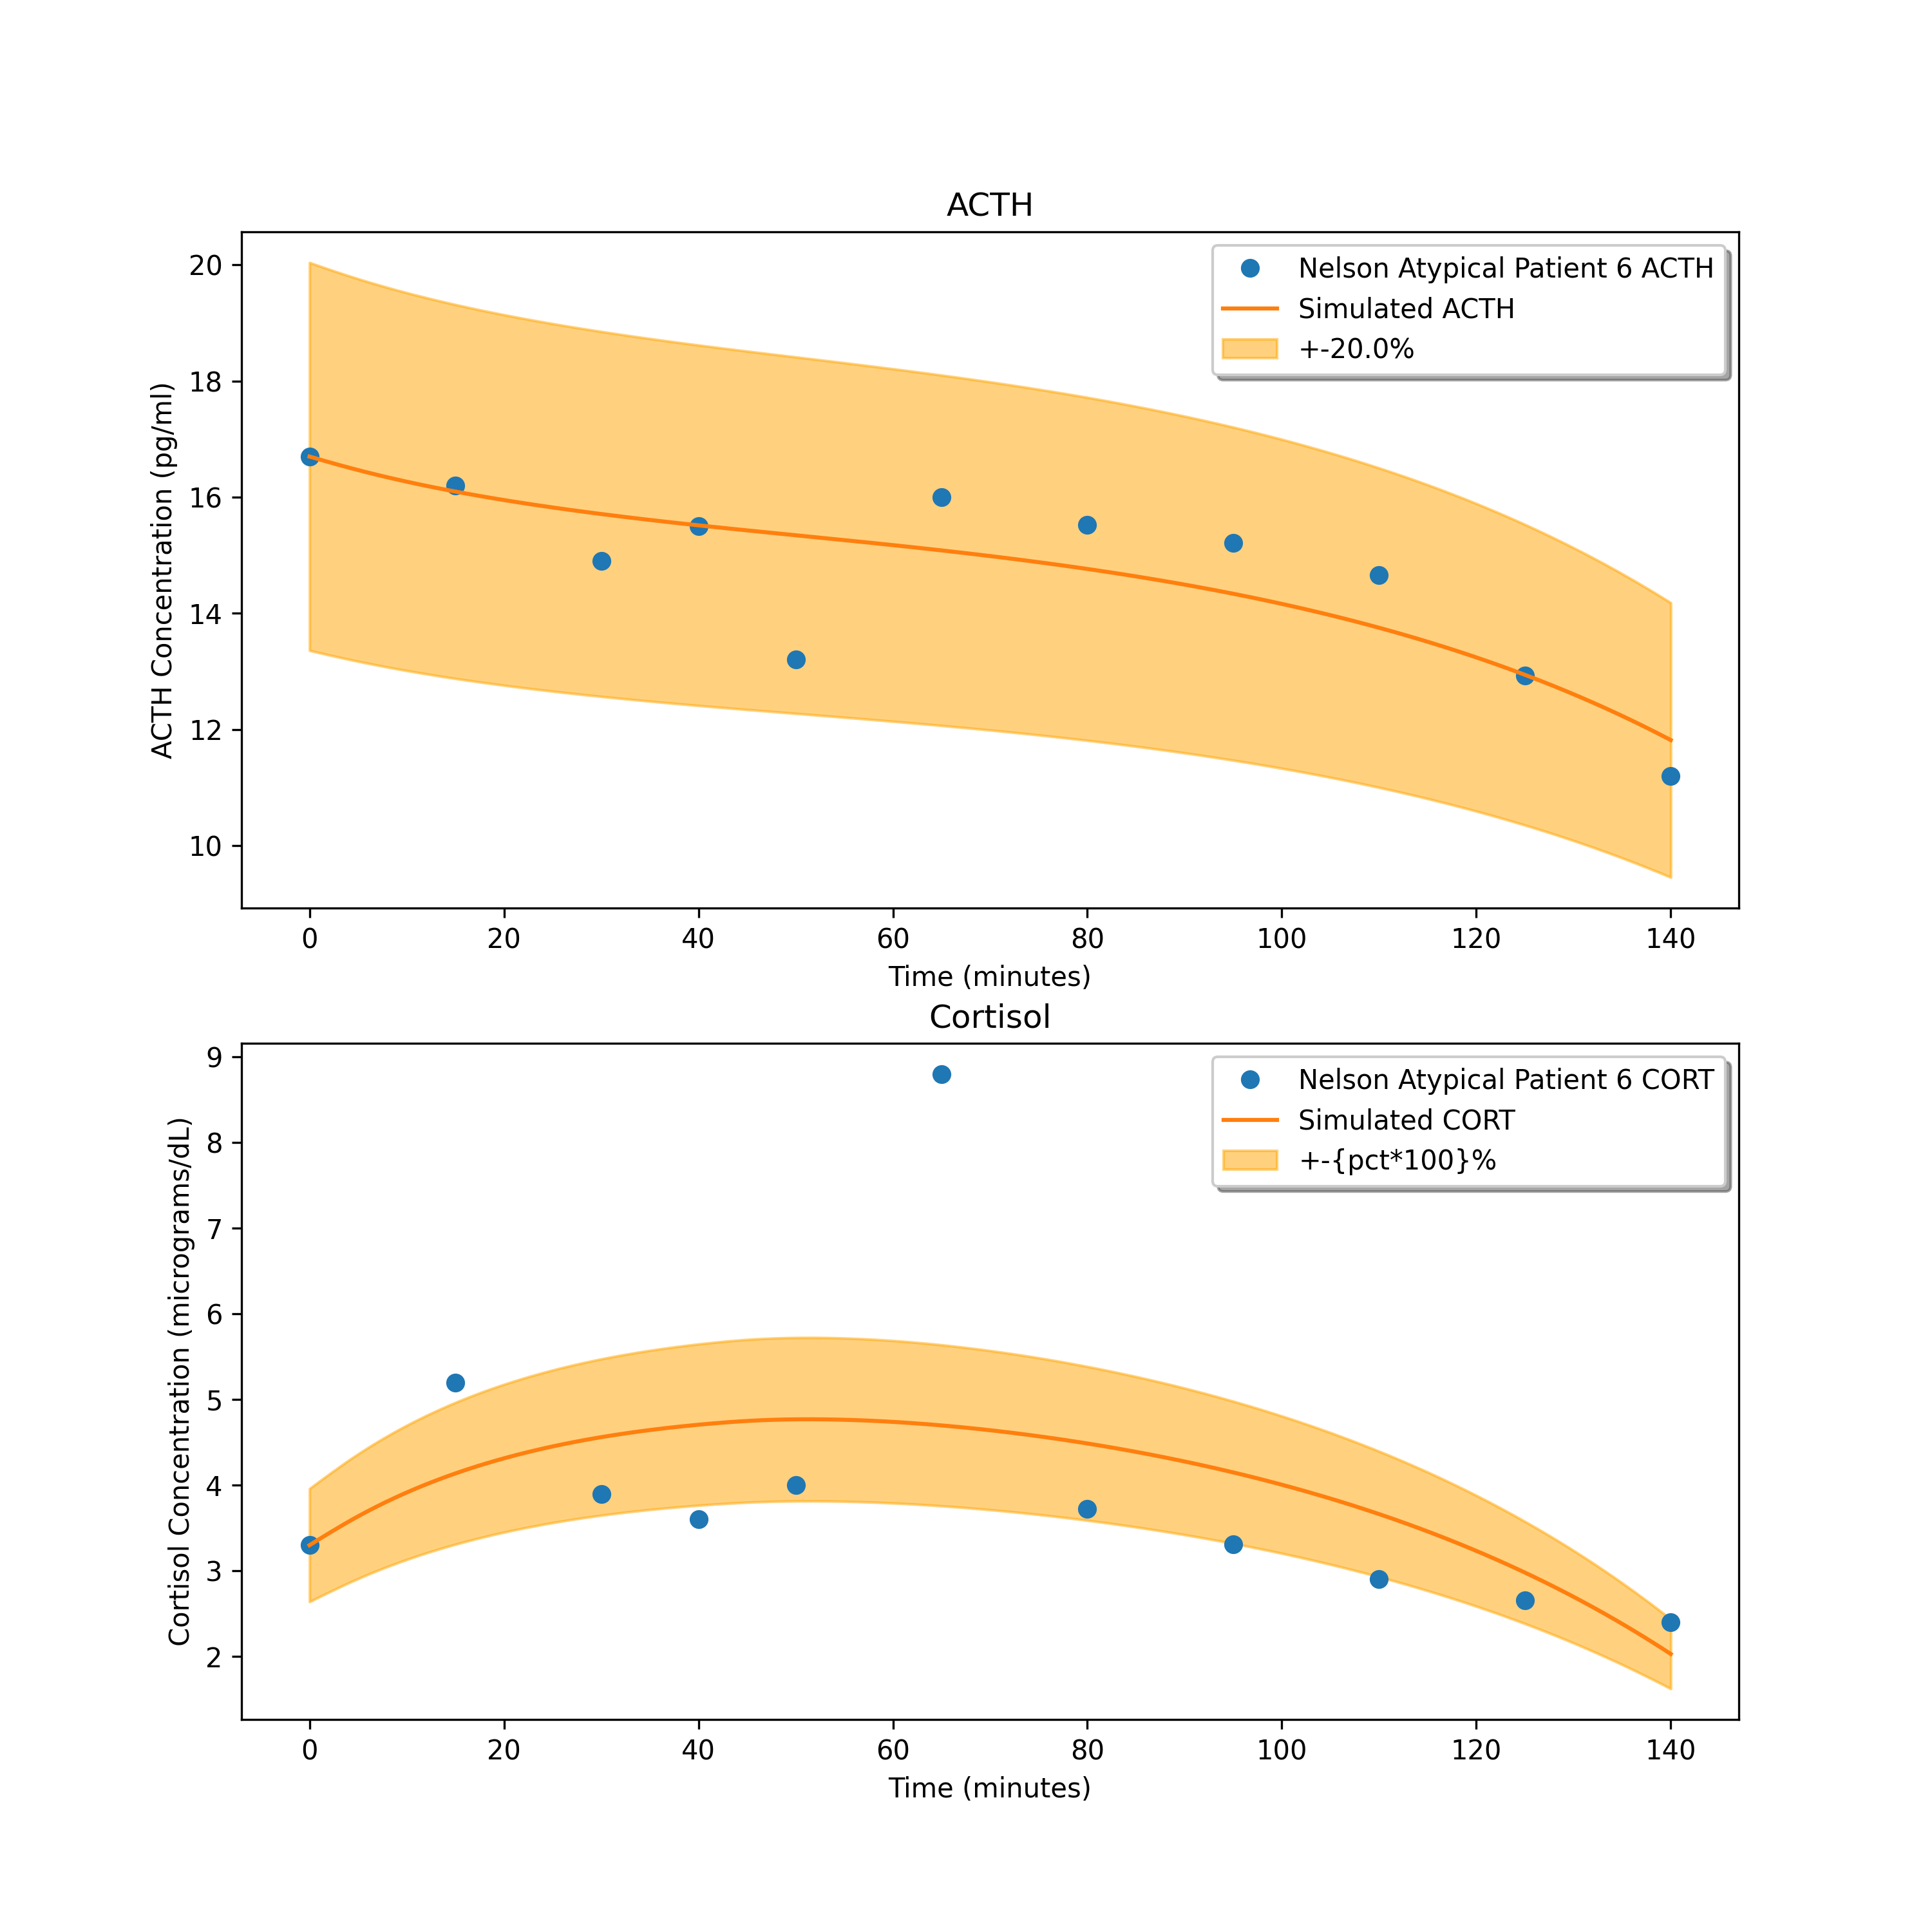 ACTH
20
18
16
14
12
10
ACTH Concentration (pg/ml)
Nelson Atypical Patient 6 ACTH
Simulated ACTH
+-20.0%
0 20 40 60 80 100 120 140
Time (minutes)
Cortisol
9
8
7
6
5
4
3
2
Cortisol Concentration (micrograms/dL)
Nelson Atypical Patient 6 CORT
Simulated CORT
+-{pct*100}%
0 20 40 60 80 100 120 140
Time (minutes)